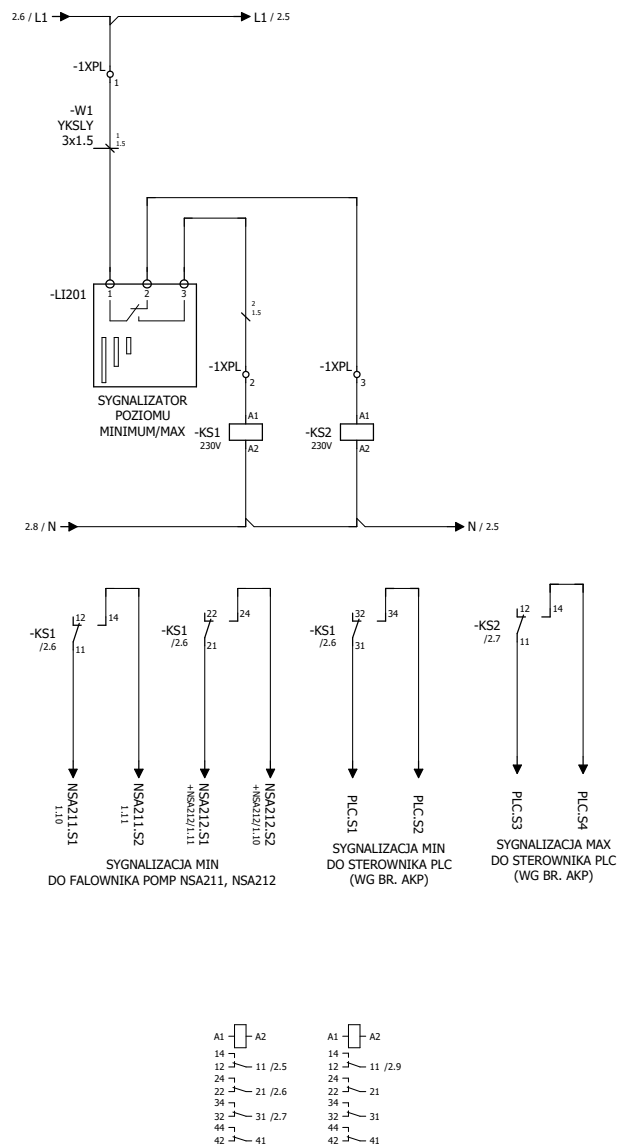 2.6 / L1
L1 / 2.5
-1XPL
1
-W1
YKSLY
3x1.5
1
1.5
-LI201
1 2 3
2
1.5
SYGNALIZATOR
POZIOMU
MINIMUM/MAX
-1XPL
2
-1XPL
3
-KS1
230V
A1
A2
-KS2
230V
A1
A2
2.8 / N
N / 2.5
-KS1
/2.6
12
14
11
-KS1
/2.6
22
24
21
-KS1
/2.6
32
34
31
-KS2
/2.7
12
14
11
NSA211.S1
1.10
NSA211.S2
1.11
NSA212.S1
+NSA212/1.11
NSA212.S2
+NSA212/1.10
PLC.S1
PLC.S2
PLC.S3
PLC.S4
SYGNALIZACJA MIN
DO FALOWNIKA POMP NSA211, NSA212
SYGNALIZACJA MIN
DO STEROWNIKA PLC
(WG BR. AKP)
SYGNALIZACJA MAX
DO STEROWNIKA PLC
(WG BR. AKP)
A1 A2
14
12 11 /2.5
24
22 21 /2.6
34
32 31 /2.7
44
42 41
A1 A2
14
12 11 /2.9
24
22 21
34
32 31
44
42 41